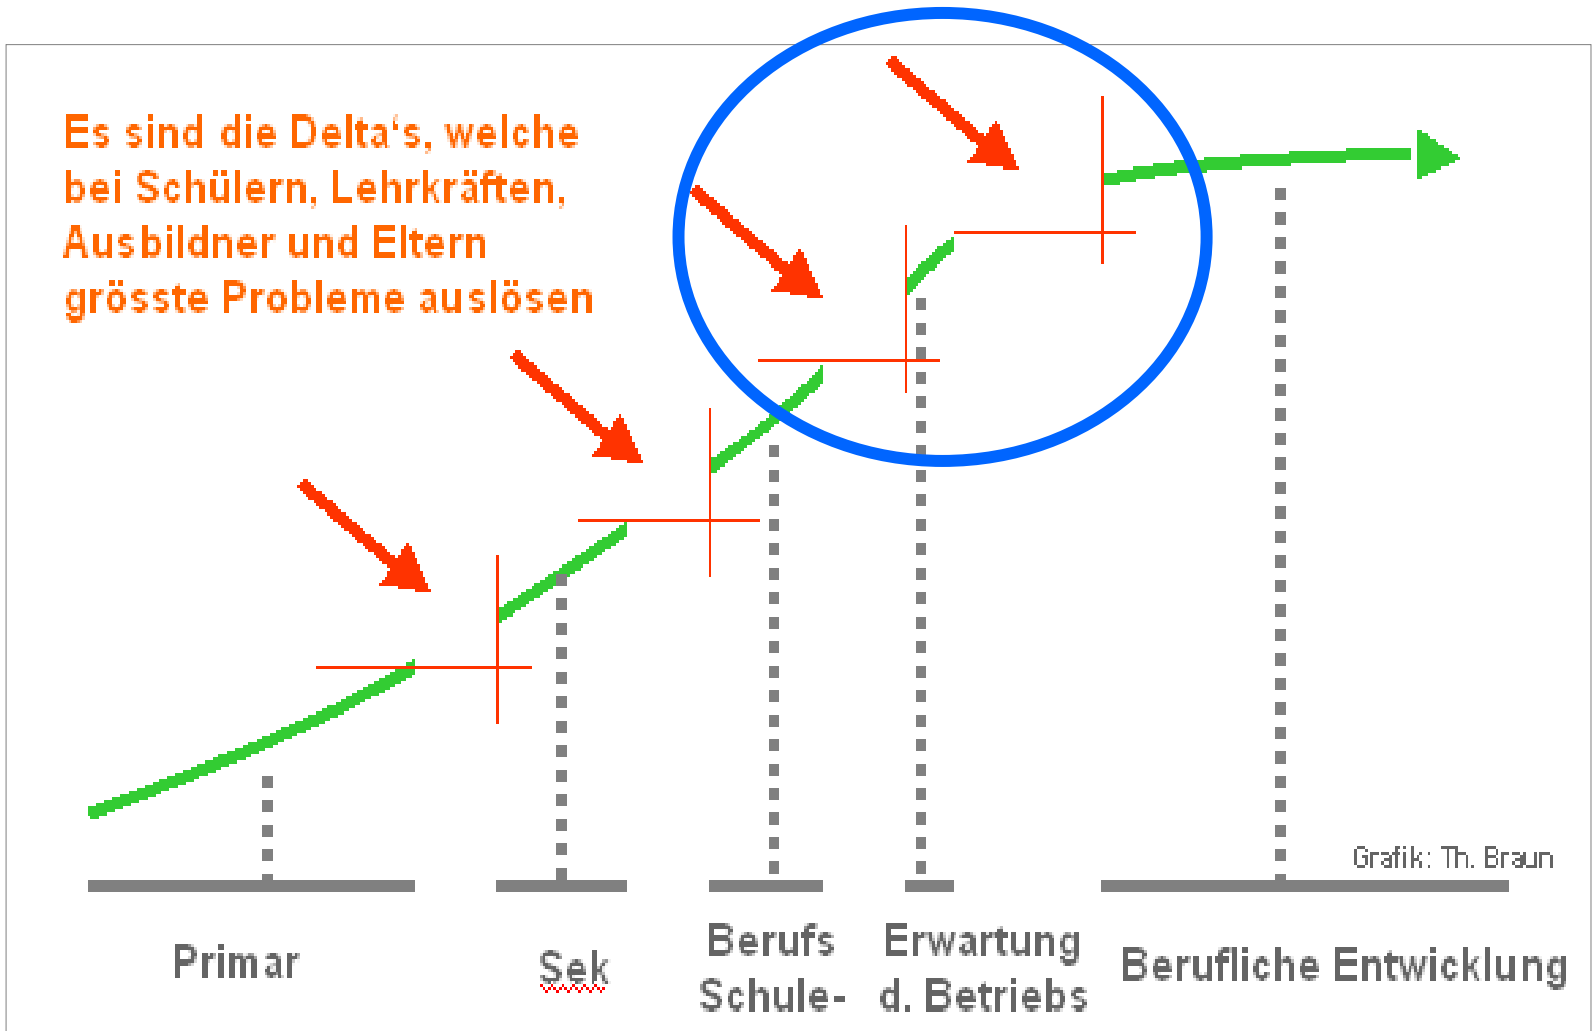 Es sind die Delta's, welche
bei Schülern, Lehrkräften,
Ausbildner und Eltern
grösste Probleme auslösen
Grafik: Th. Braun
Primar
Sek
Berufs
Schule-
Erwartung
d. Betriebs
Berufliche Entwicklung